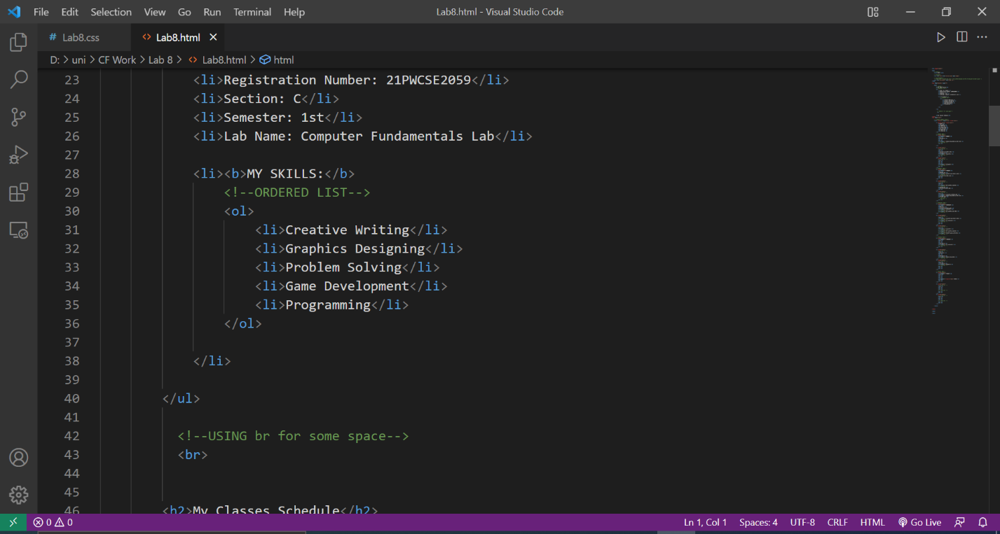 File Edit Selection View Go Run Terminal Help Lab8.html - Visual Studio Code
# Lab8.css <> Lab8.html
D: > uni > CF Work > Lab 8 > <> Lab8.html > html
23 <li>Registration Number: 21PWCSE2059</li>
24 <li>Section: C</li>
25 <li>Semester: 1st</li>
26 <li>Lab Name: Computer Fundamentals Lab</li>
27
28 <li><b>MY SKILLS:</b>
29 <!--ORDERED LIST-->
30 <ol>
31 <li>Creative Writing</li>
32 <li>Graphics Designing</li>
33 <li>Problem Solving</li>
34 <li>Game Development</li>
35 <li>Programming</li>
36 </ol>
37
38 </li>
39
40 </ul>
41
42 <!--USING br for some space-->
43 <br>
44
45
46 <h2>My Classes Schedule</h2>
0 0 Ln 1, Col 1 Spaces: 4 UTF-8 CRLF HTML Go Live